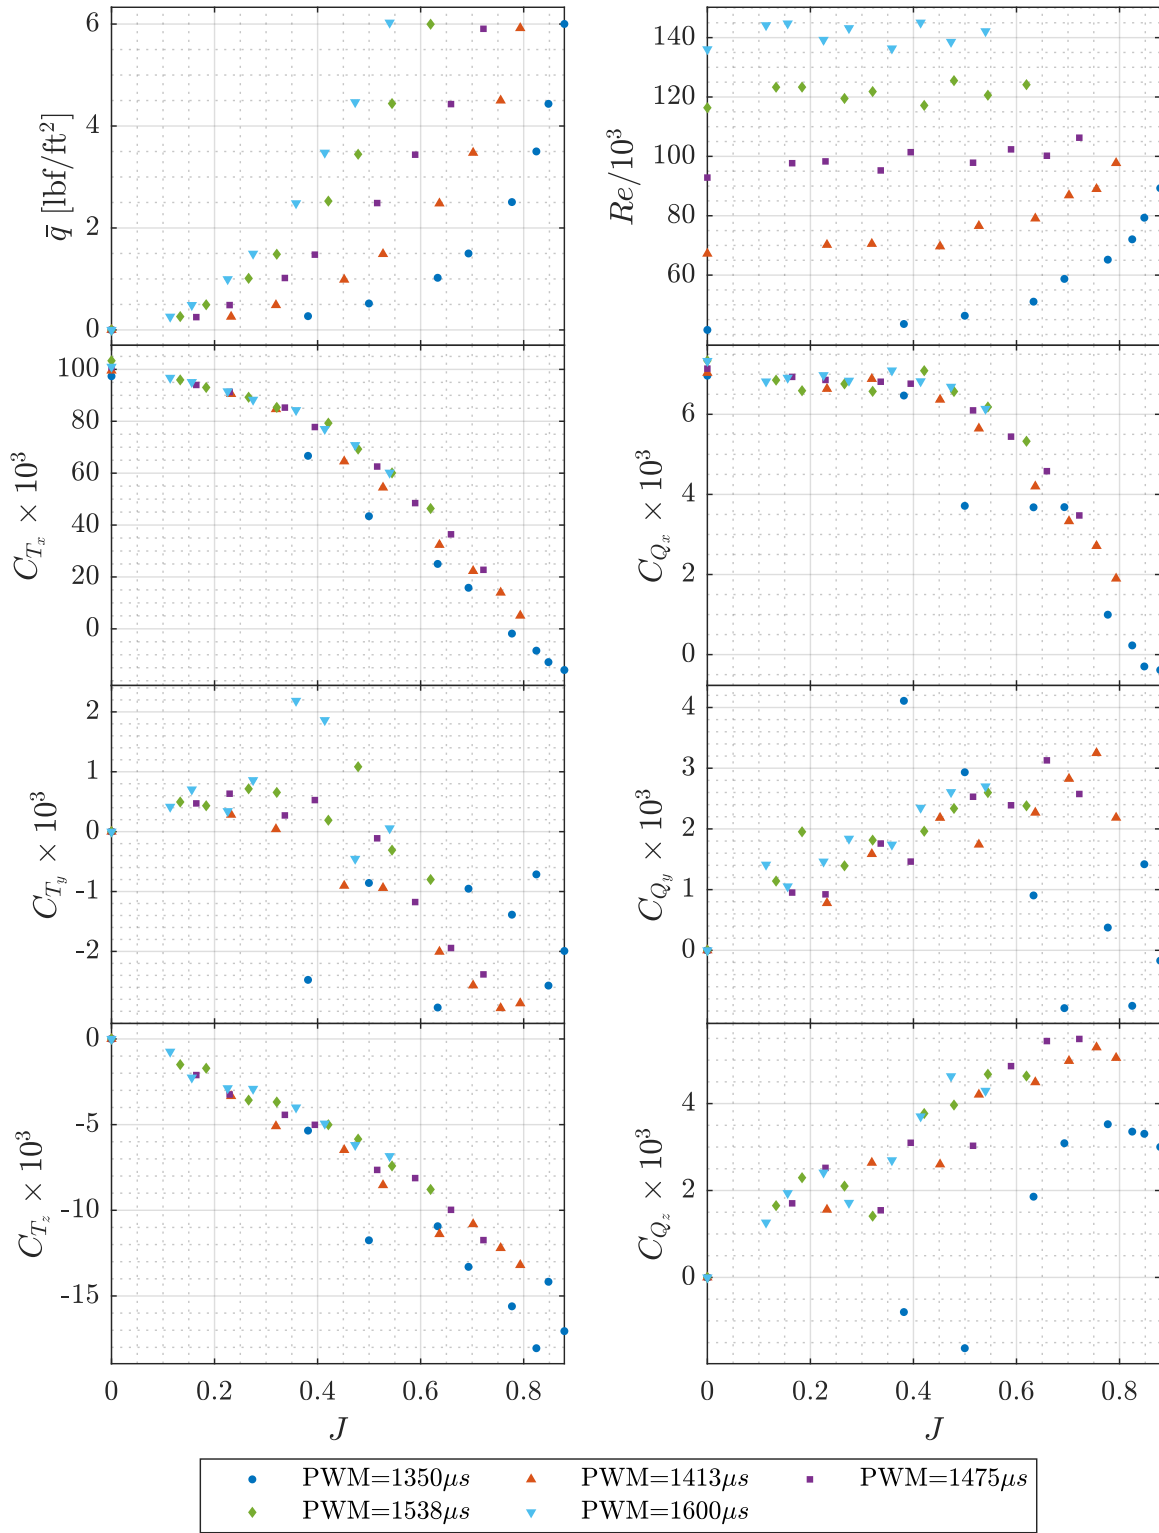 6
4
2
0
q̄ [lbf/ft²]
140
120
100
80
60
Re/10³
100
80
60
40
20
0
C_{T_x} × 10³
6
4
2
0
C_{Q_x} × 10³
2
1
0
-1
-2
C_{T_y} × 10³
4
3
2
1
0
C_{Q_y} × 10³
0
-5
-10
-15
C_{T_z} × 10³
4
2
0
C_{Q_z} × 10³
0 0.2 0.4 0.6 0.8
J
0 0.2 0.4 0.6 0.8
J
PWM=1350μs PWM=1413μs PWM=1475μs
PWM=1538μs PWM=1600μs